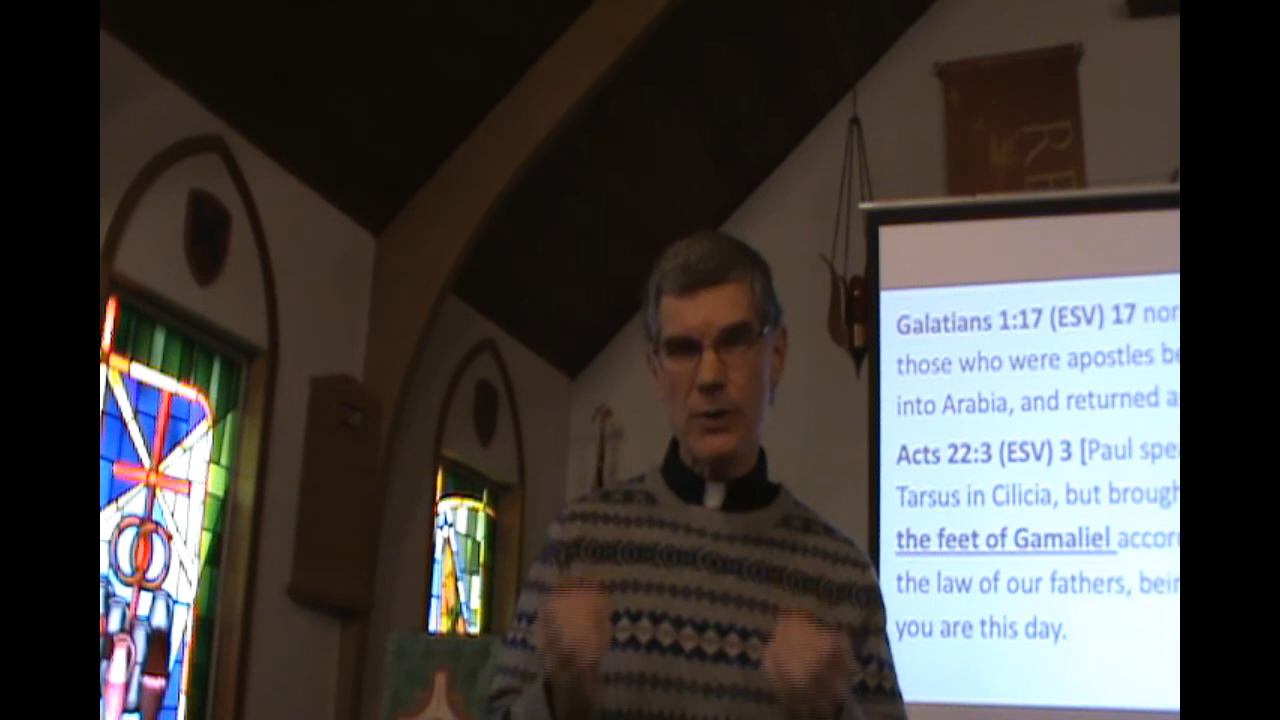 RE
Galatians 1:17 (ESV) 17 nor
those who were apostles be
into Arabia, and returned a
Acts 22:3 (ESV) 3 [Paul spe
Tarsus in Cilicia, but brough
the feet of Gamaliel accor
the law of our fathers, bein
you are this day.